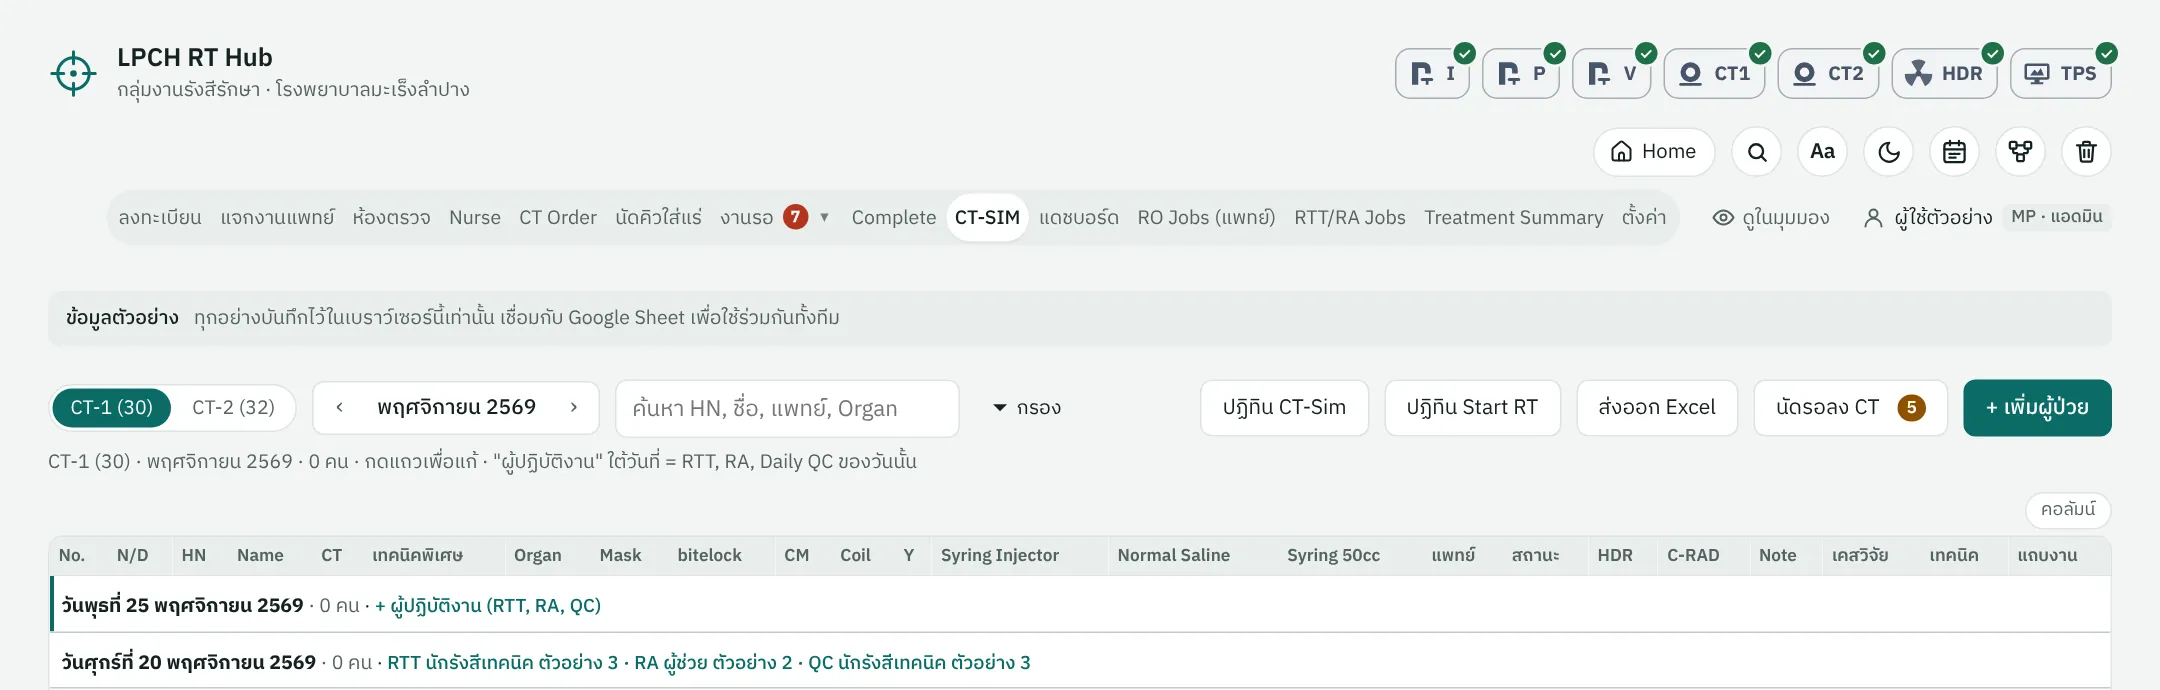 LPCH RT Hub
กลุ่มงานรังสีรักษา · โรงพยาบาลมะเร็งลำปาง
I P V CT1 CT2 HDR TPS
Home Aa
ลงทะเบียน แจกงานแพทย์ ห้องตรวจ Nurse CT Order นัดคิวใส่แร่ งานรอ 7 ▼ Complete CT-SIM แดชบอร์ด RO Jobs (แพทย์) RTT/RA Jobs Treatment Summary ตั้งค่า ดูในมุมมอง ผู้ใช้ตัวอย่าง MP · แอดมิน
ข้อมูลตัวอย่าง ทุกอย่างบันทึกไว้ในเบราว์เซอร์นี้เท่านั้น เชื่อมกับ Google Sheet เพื่อใช้ร่วมกันทั้งทีม
CT-1 (30) CT-2 (32) ‹ พฤศจิกายน 2569 › ค้นหา HN, ชื่อ, แพทย์, Organ กรอง ปฏิทิน CT-Sim ปฏิทิน Start RT ส่งออก Excel นัดรอลง CT 5 + เพิ่มผู้ป่วย
CT-1 (30) · พฤศจิกายน 2569 · 0 คน · กดแถวเพื่อแก้ · "ผู้ปฏิบัติงาน" ใต้วันที่ = RTT, RA, Daily QC ของวันนั้น
คอลัมน์
No. N/D HN Name CT เทคนิคพิเศษ Organ Mask bitelock CM Coil Y Syring Injector Normal Saline Syring 50cc แพทย์ สถานะ HDR C-RAD Note เคสวิจัย เทคนิค แถบงาน
วันพุธที่ 25 พฤศจิกายน 2569 · 0 คน · + ผู้ปฏิบัติงาน (RTT, RA, QC)
วันศุกร์ที่ 20 พฤศจิกายน 2569 · 0 คน · RTT นักรังสีเทคนิค ตัวอย่าง 3 · RA ผู้ช่วย ตัวอย่าง 2 · QC นักรังสีเทคนิค ตัวอย่าง 3